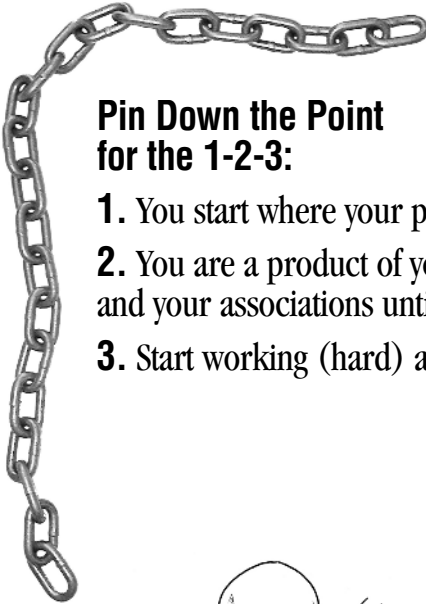 Pin Down the Point
for the 1-2-3:
1. You start where your p
2. You are a product of yo
and your associations unti
3. Start working (hard) a